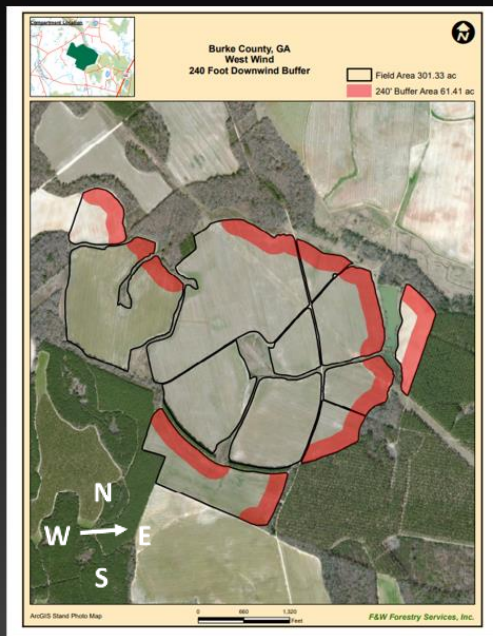 Compartment Location
Burke County, GA
West Wind
240 Foot Downwind Buffer
N
Field Area 301.33 ac
240' Buffer Area 61.41 ac
N
W E
S
ArcGIS Stand Photo Map
0 660 1,320
Feet
F&W Forestry Services, Inc.